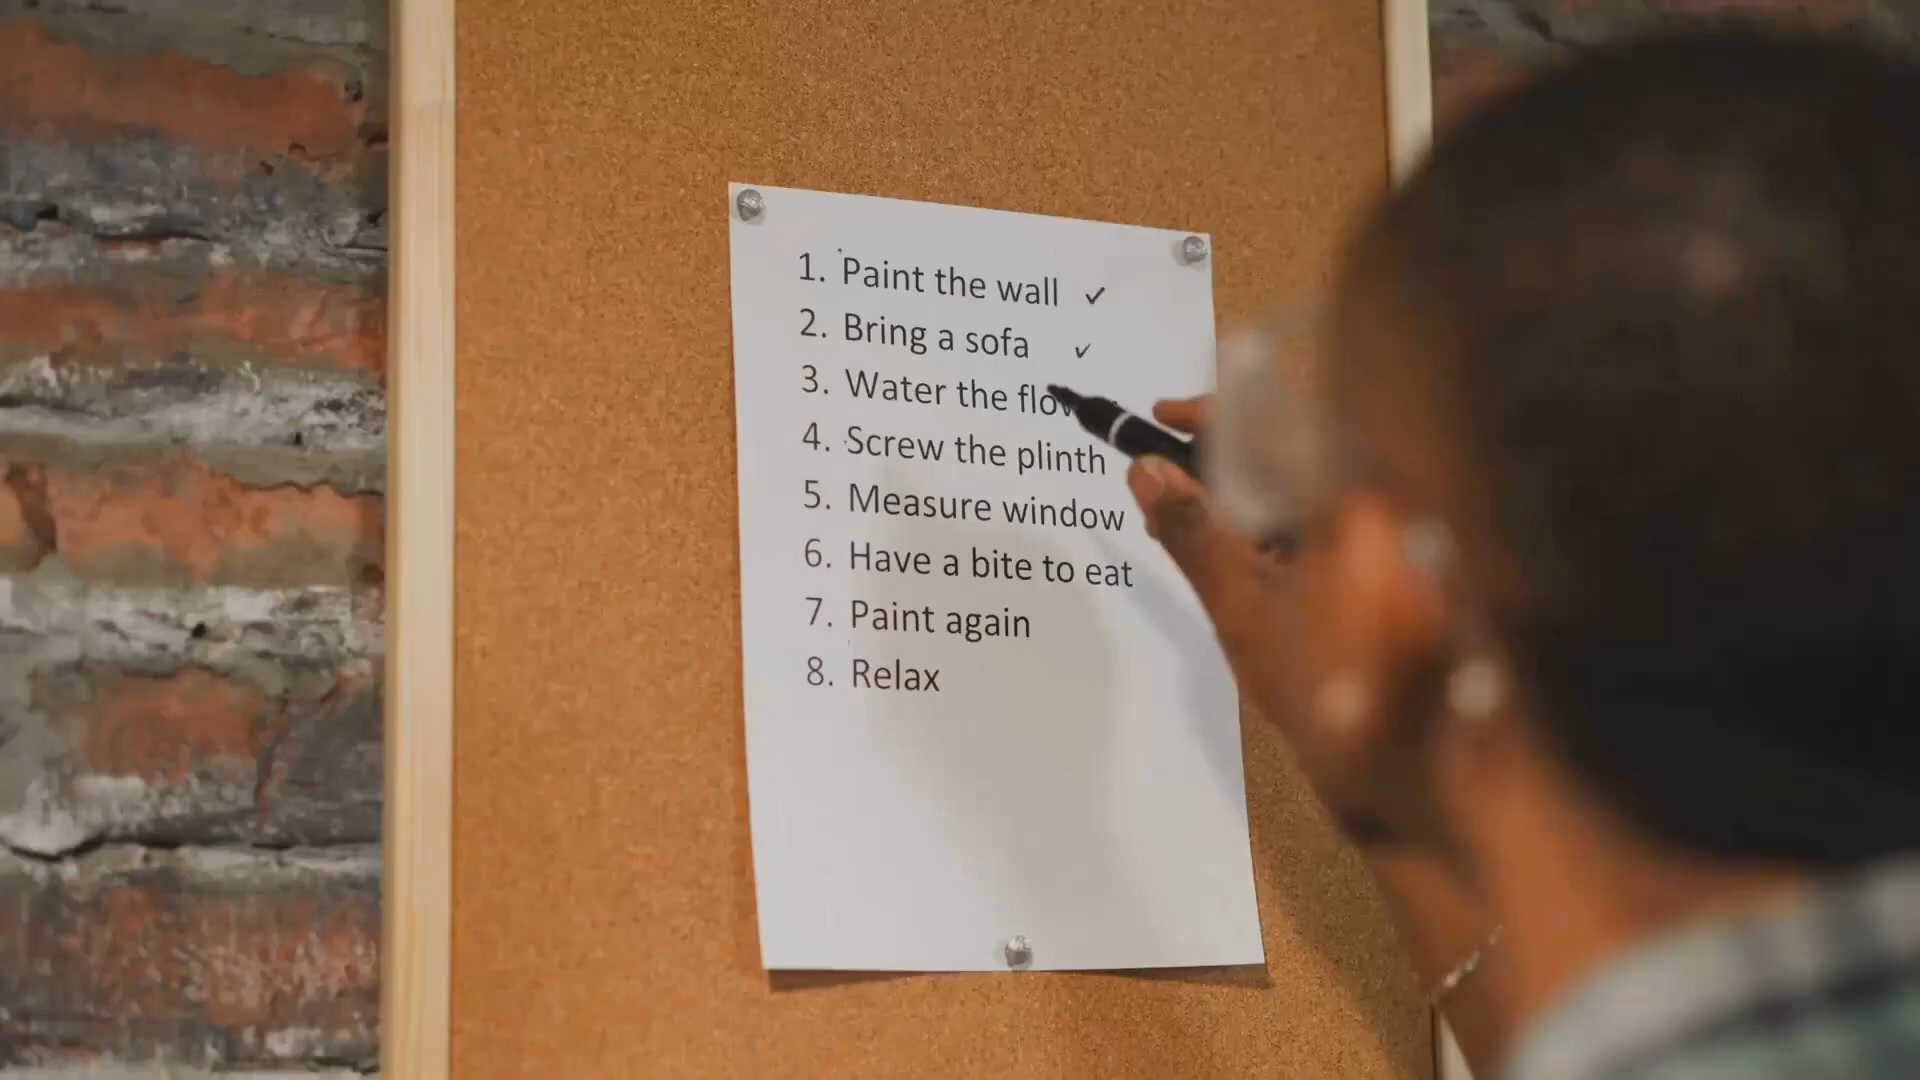 1. Paint the wall ✓
2. Bring a sofa ✓
3. Water the
4. Screw the plinth
5. Measure window
6. Have a bite to eat
7. Paint again
8. Relax